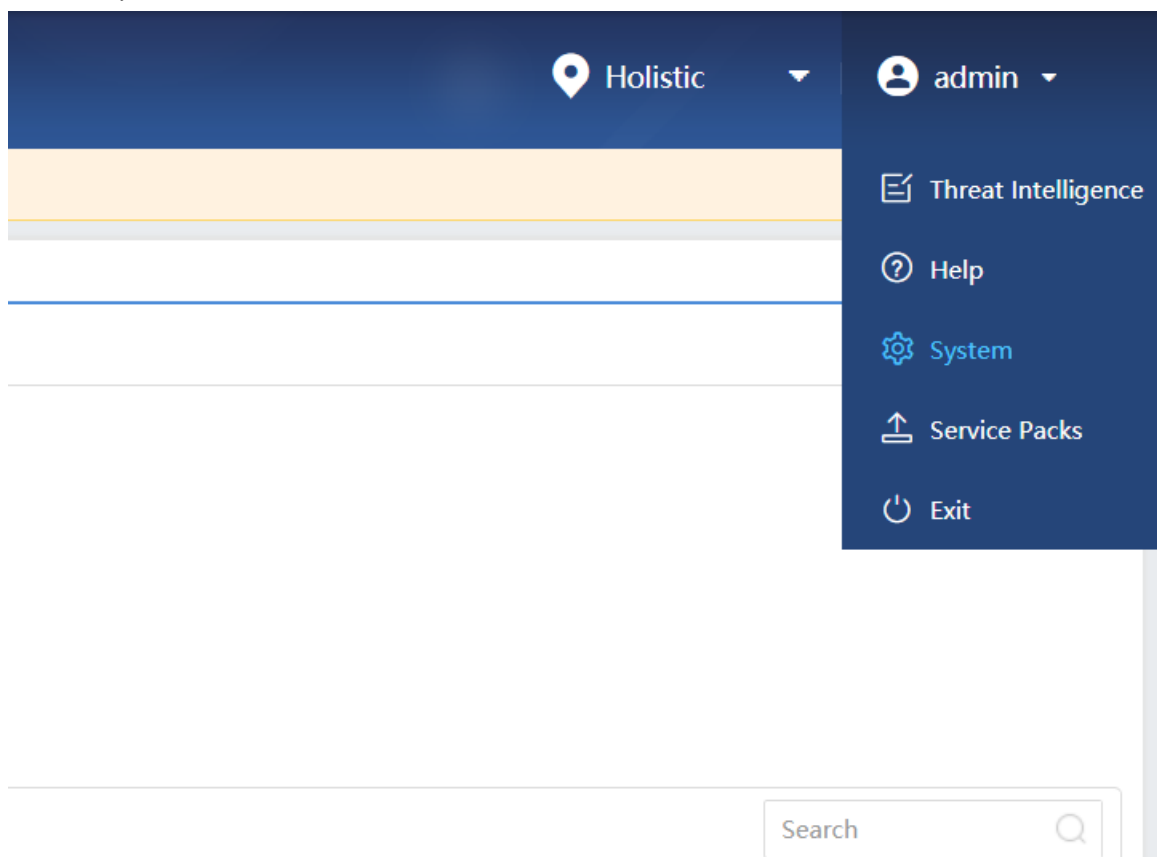 Holistic
admin
Threat Intelligence
Help
System
Service Packs
Exit
Search